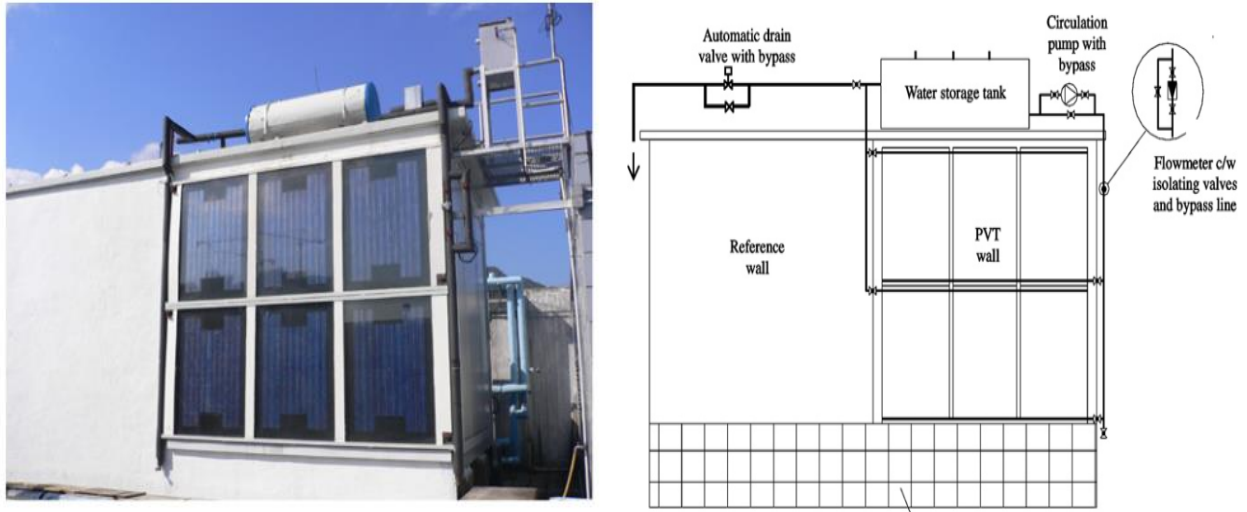 Automatic drain
valve with bypass
Circulation
pump with
bypass
Water storage tank
Flowmeter c/w
isolating valves
and bypass line
Reference
wall
PVT
wall